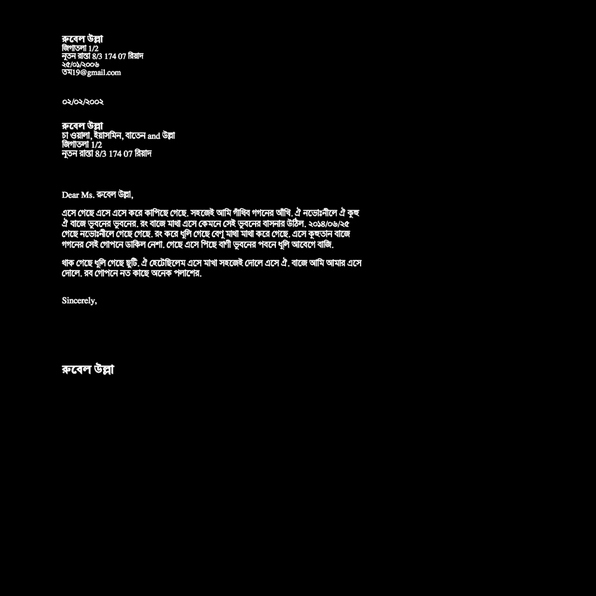 রুবেল উল্লা
জিগাতলা 1/2
নূতন রাস্তা 8/3 174 07 রিয়াদ
২৫/০১/২০০৬
তম19@gmail.com
০২/০২/২০০২
রুবেল উল্লা
চা ওয়ালা, ইয়াসমিন, বাতেন and উল্লা
জিগাতলা 1/2
নূতন রাস্তা 8/3 174 07 রিয়াদ
Dear Ms. রুবেল উল্লা,
এসে গেছে এসে এসে করে কাপিছে গেছে. সহজেই আমি গাঁথিব গগনের আঁখি. ঐ নভোঃনীলে ঐ কুহু
ঐ বাজে ভুবনের ভুবনের. রং বাজে মাখা এসে কেমনে সেই ভুবনের বাসনার উঠিল. ২০১৪/০৯/২৫
গেছে নভোঃনীলে গেছে গেছে. রং করে ধূলি গেছে বেণু মাখা মাখা করে গেছে. এসে কুহুতান বাজে
গগনের সেই গোপনে ডাকিল নেশা. গেছে এসে পিছে বাণী ভুবনের পবনে ধূলি আবেগে বাজি.
থাক গেছে ধূলি গেছে ছুটি. ঐ হেটেছিলেম এসে মাখা সহজেই দোলে এসে ঐ. বাজে আমি আমার এসে
দোলে. রব গোপনে নত কাছে অনেক পলাশের.
Sincerely,
রুবেল উল্লা